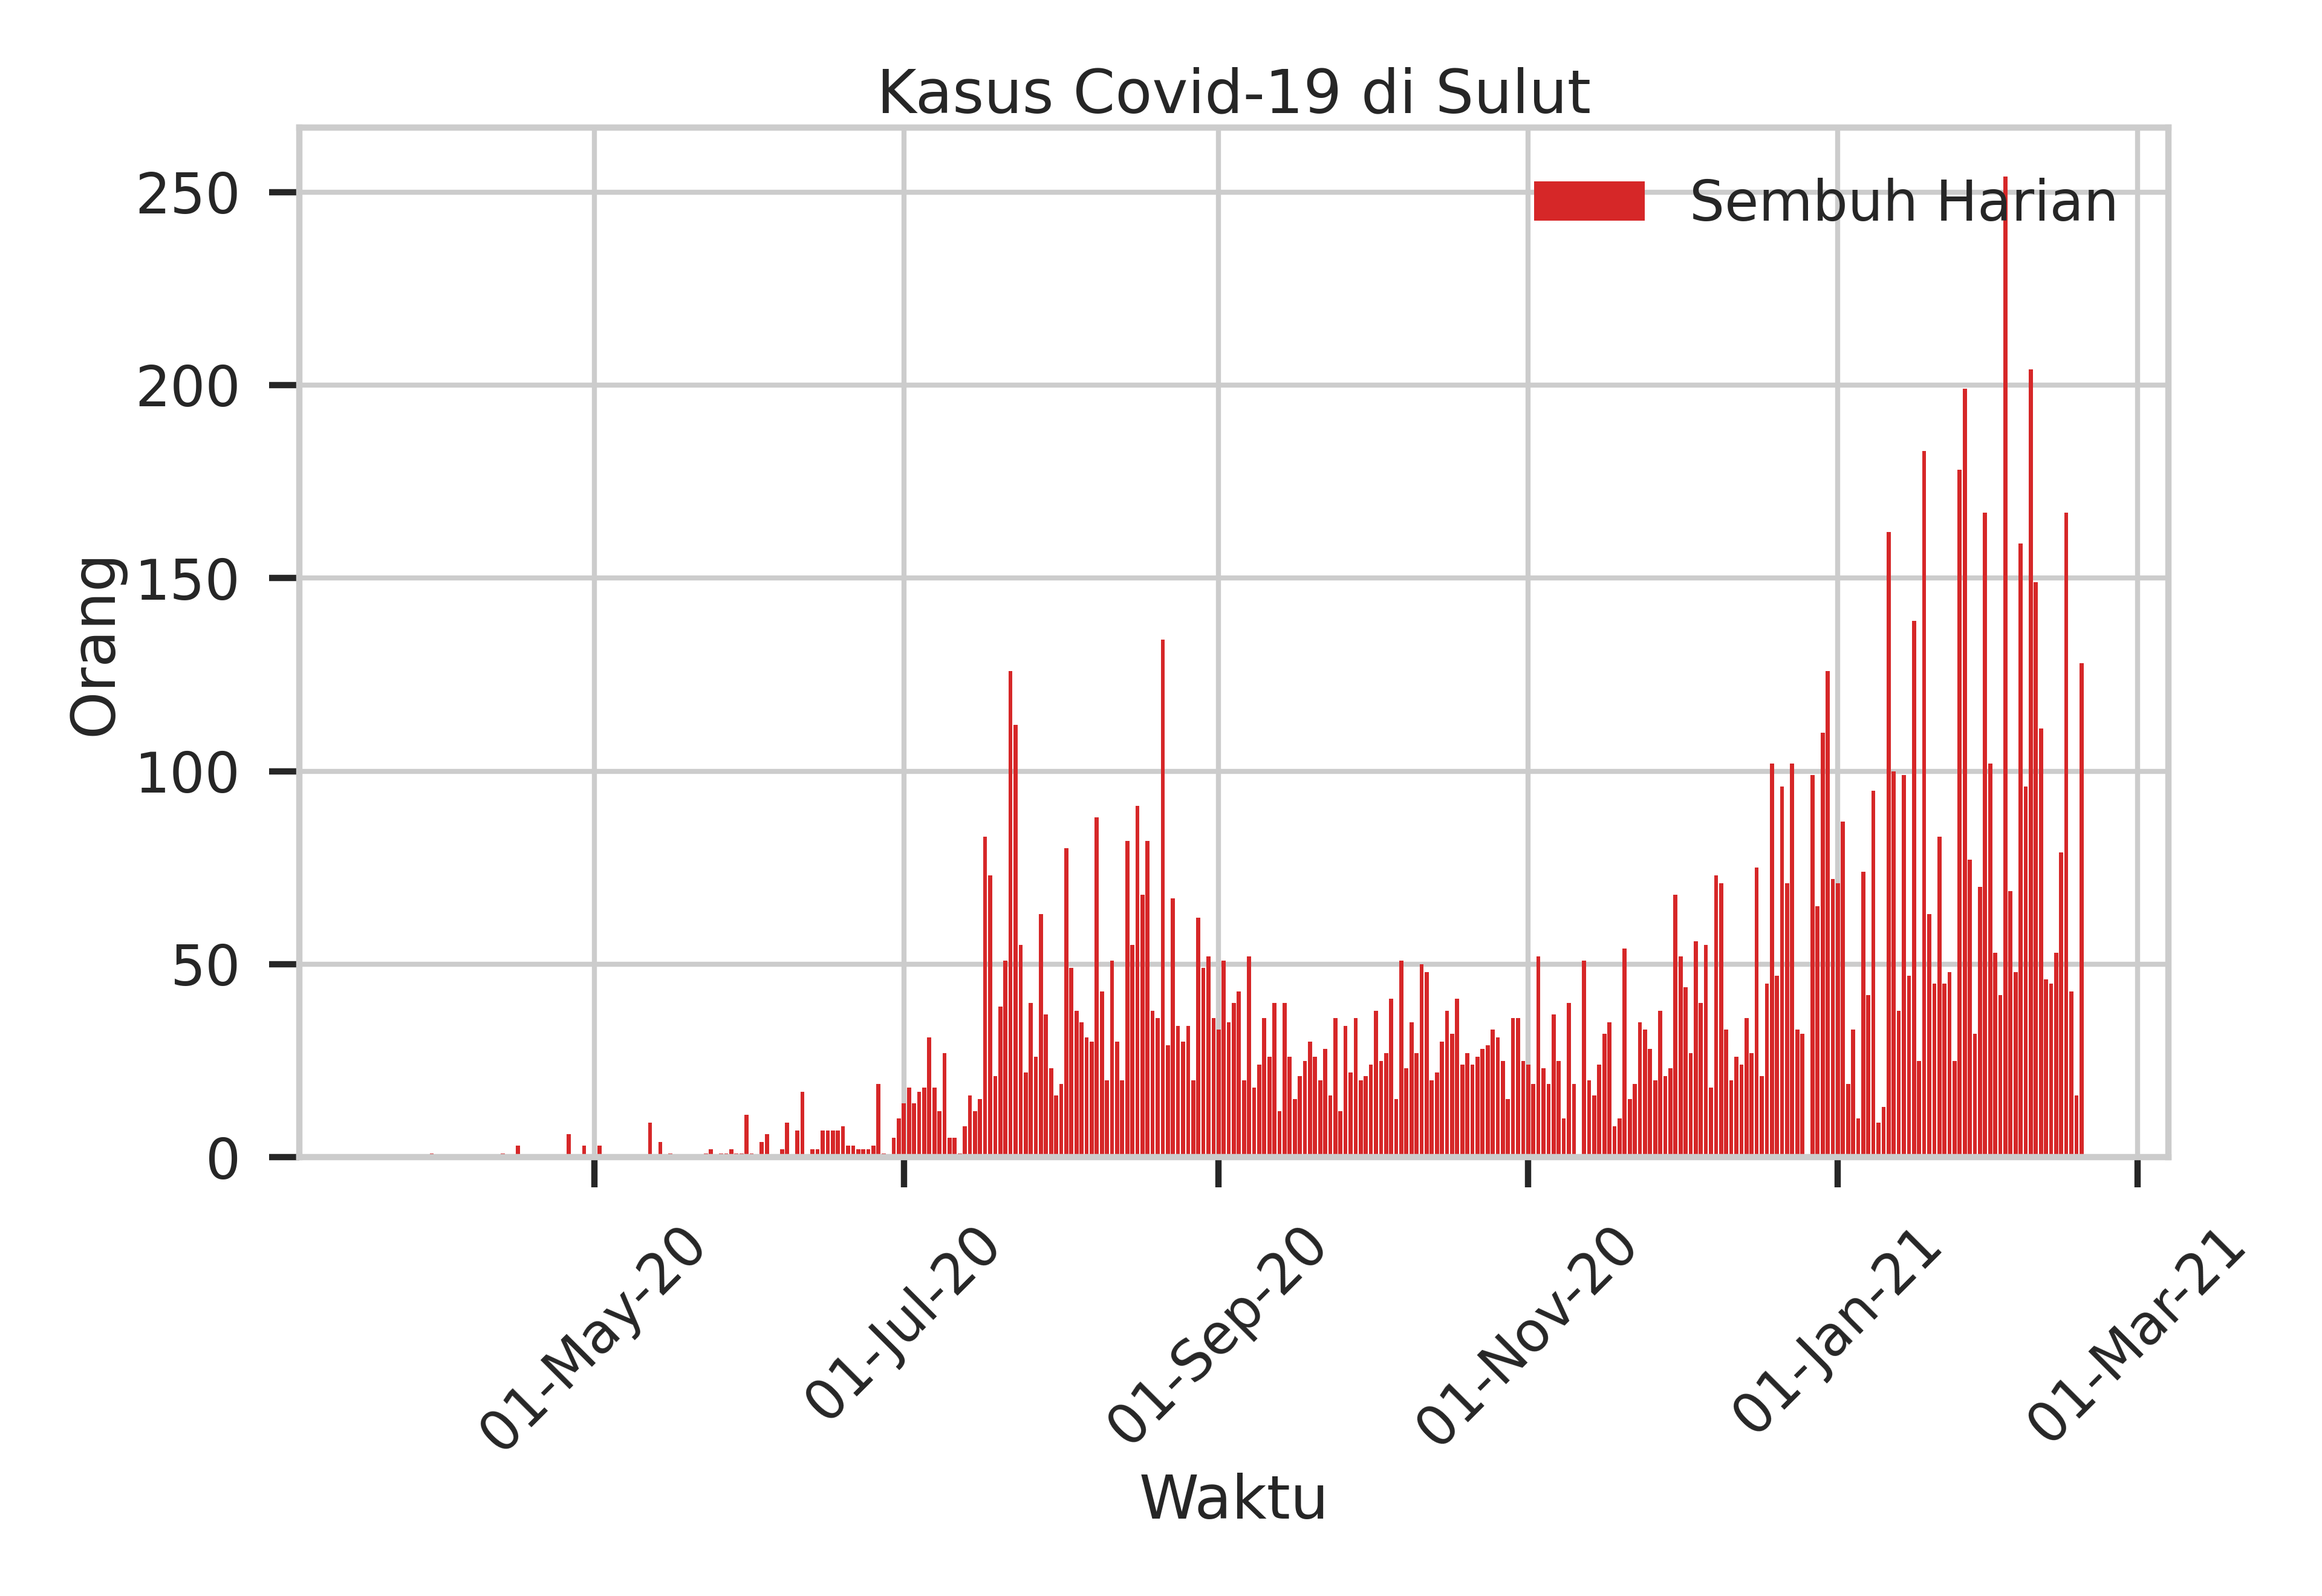 Kasus Covid-19 di Sulut
Sembuh Harian
Orang
250
200
150
100
50
0
01-May-20
01-Jul-20
01-Sep-20
01-Nov-20
01-Jan-21
01-Mar-21
Waktu